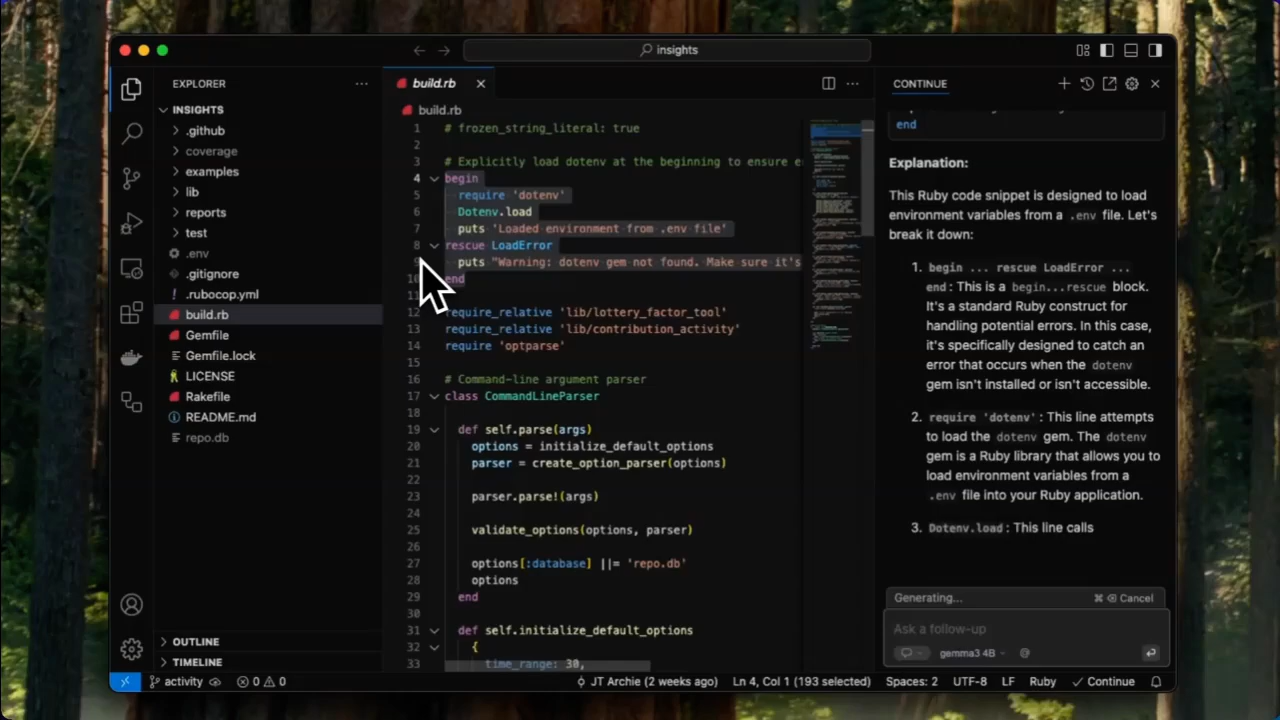 insights
EXPLORER
INSIGHTS
.github
coverage
examples
lib
reports
test
.env
.gitignore
.rubocop.yml
build.rb
Gemfile
Gemfile.lock
LICENSE
Rakefile
README.md
repo.db
OUTLINE
TIMELINE
build.rb
build.rb
1 # frozen_string_literal: true
2
3 # Explicitly load dotenv at the beginning to ensure e
4 begin
5 require 'dotenv'
6 Dotenv.load
7 puts 'Loaded environment from .env file'
8 rescue LoadError
9 puts "Warning: dotenv gem not found. Make sure it's
10 end
11
12 require_relative 'lib/lottery_factor_tool'
13 require_relative 'lib/contribution_activity'
14 require 'optparse'
15
16 # Command-line argument parser
17 class CommandLineParser
18
19 def self.parse(args)
20 options = initialize_default_options
21 parser = create_option_parser(options)
22
23 parser.parse!(args)
24
25 validate_options(options, parser)
26
27 options[:database] ||= 'repo.db'
28 options
29 end
30
31 def self.initialize_default_options
32 {
33 time_range: 30,
CONTINUE
end
Explanation:
This Ruby code snippet is designed to load
environment variables from a .env file. Let's
break it down:
1. begin ... rescue LoadError ...
end: This is a begin...rescue block.
It's a standard Ruby construct for
handling potential errors. In this case,
it's specifically designed to catch an
error that occurs when the dotenv
gem isn't installed or isn't accessible.
2. require 'dotenv': This line attempts
to load the dotenv gem. The dotenv
gem is a Ruby library that allows you to
load environment variables from a
.env file into your Ruby application.
3. Dotenv.load: This line calls
Generating... ⌘ ⌫ Cancel
Ask a follow-up
gemma3 4B @
activity 0 0 JT Archie (2 weeks ago) Ln 4, Col 1 (193 selected) Spaces: 2 UTF-8 LF Ruby Continue